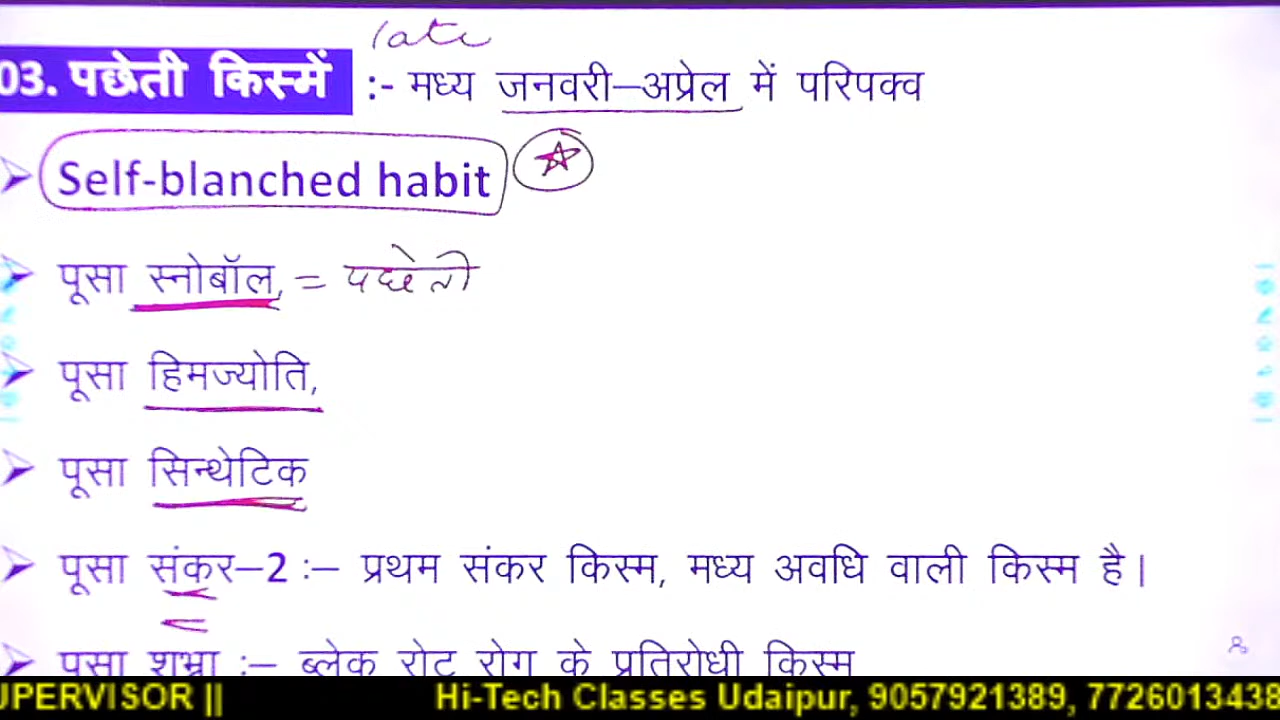 late
03. पछेती किस्में :- मध्य जनवरी–अप्रेल में परिपक्व
Self-blanched habit
पूसा स्नोबॉल, = पछेती
पूसा हिमज्योति,
पूसा सिन्थेटिक
पूसा संकर–2 :– प्रथम संकर किस्म, मध्य अवधि वाली किस्म है।
पूसा शुभ्रा :– ब्लेक रोट रोग के प्रतिरोधी किस्म
UPERVISOR || Hi-Tech Classes Udaipur, 9057921389, 7726013438